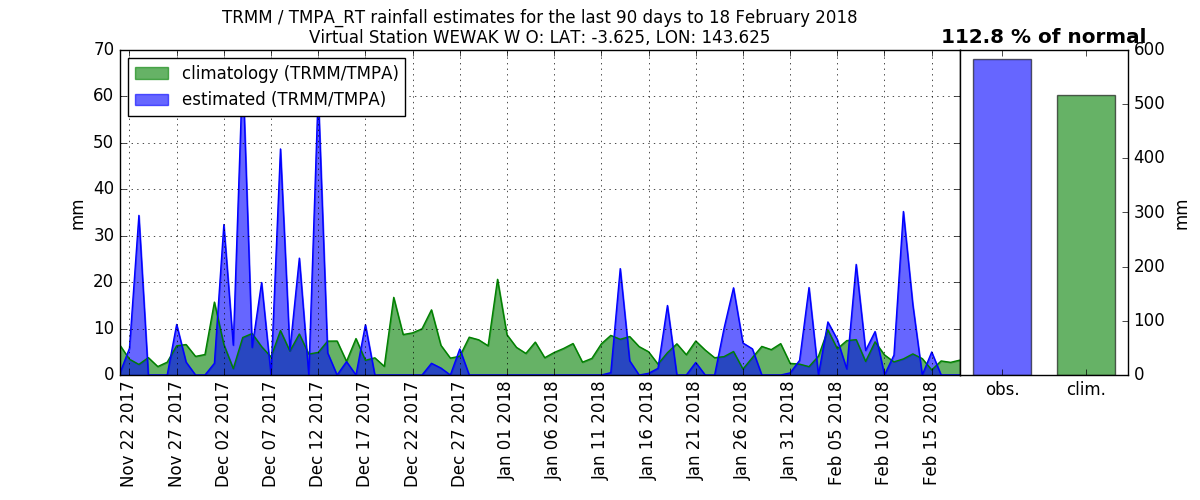 TRMM / TMPA_RT rainfall estimates for the last 90 days to 18 February 2018
Virtual Station WEWAK W O: LAT: -3.625, LON: 143.625
112.8 % of normal
climatology (TRMM/TMPA)
estimated (TRMM/TMPA)
70
60
50
40
30
20
10
0
mm
600
500
400
300
200
100
0
mm
Nov 22 2017
Nov 27 2017
Dec 02 2017
Dec 07 2017
Dec 12 2017
Dec 17 2017
Dec 22 2017
Dec 27 2017
Jan 01 2018
Jan 06 2018
Jan 11 2018
Jan 16 2018
Jan 21 2018
Jan 26 2018
Jan 31 2018
Feb 05 2018
Feb 10 2018
Feb 15 2018
obs.
clim.